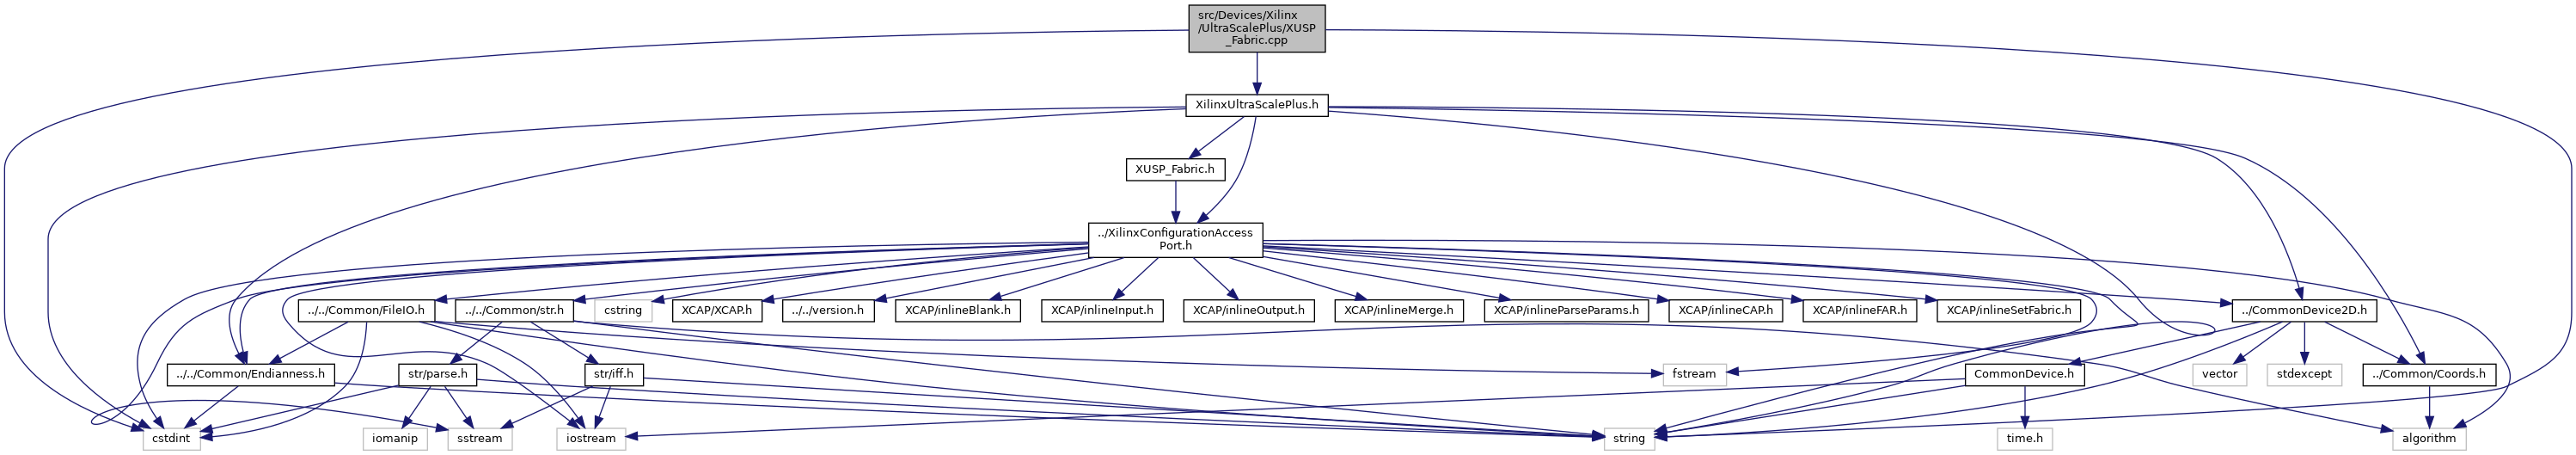 src/Devices/Xilinx
/UltraScalePlus/XUSP
_Fabric.cpp
XilinxUltraScalePlus.h
XUSP_Fabric.h
../XilinxConfigurationAccess
Port.h
../../Common/FileIO.h
../../Common/str.h
cstring
XCAP/XCAP.h
../../version.h
XCAP/inlineBlank.h
XCAP/inlineInput.h
XCAP/inlineOutput.h
XCAP/inlineMerge.h
XCAP/inlineParseParams.h
XCAP/inlineCAP.h
XCAP/inlineFAR.h
XCAP/inlineSetFabric.h
../CommonDevice2D.h
../../Common/Endianness.h
str/parse.h
str/iff.h
fstream
CommonDevice.h
vector
stdexcept
../Common/Coords.h
cstdint
iomanip
sstream
iostream
string
time.h
algorithm